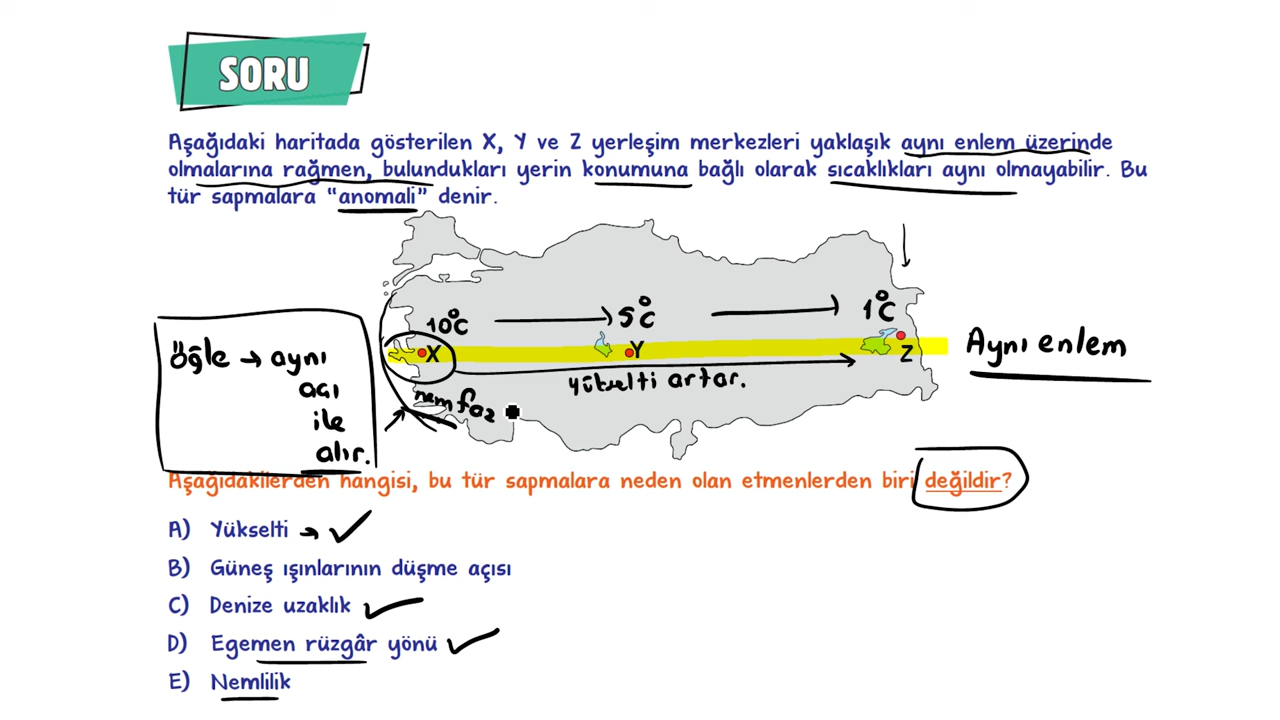 SORU
Aşağıdaki haritada gösterilen X, Y ve Z yerleşim merkezleri yaklaşık aynı enlem üzerinde
olmalarına rağmen, bulundukları yerin konumuna bağlı olarak sıcaklıkları aynı olmayabilir. Bu
tür sapmalara “anomali” denir.
10°C
5°C
1°C
X
Y
Z
Aynı enlem
yükselti artar.
nem faz
öğle → aynı
açı
ile
alır.
Aşağıdakilerden hangisi, bu tür sapmalara neden olan etmenlerden biri değildir?
A) Yükselti
B) Güneş ışınlarının düşme açısı
C) Denize uzaklık
D) Egemen rüzgâr yönü
E) Nemlilik